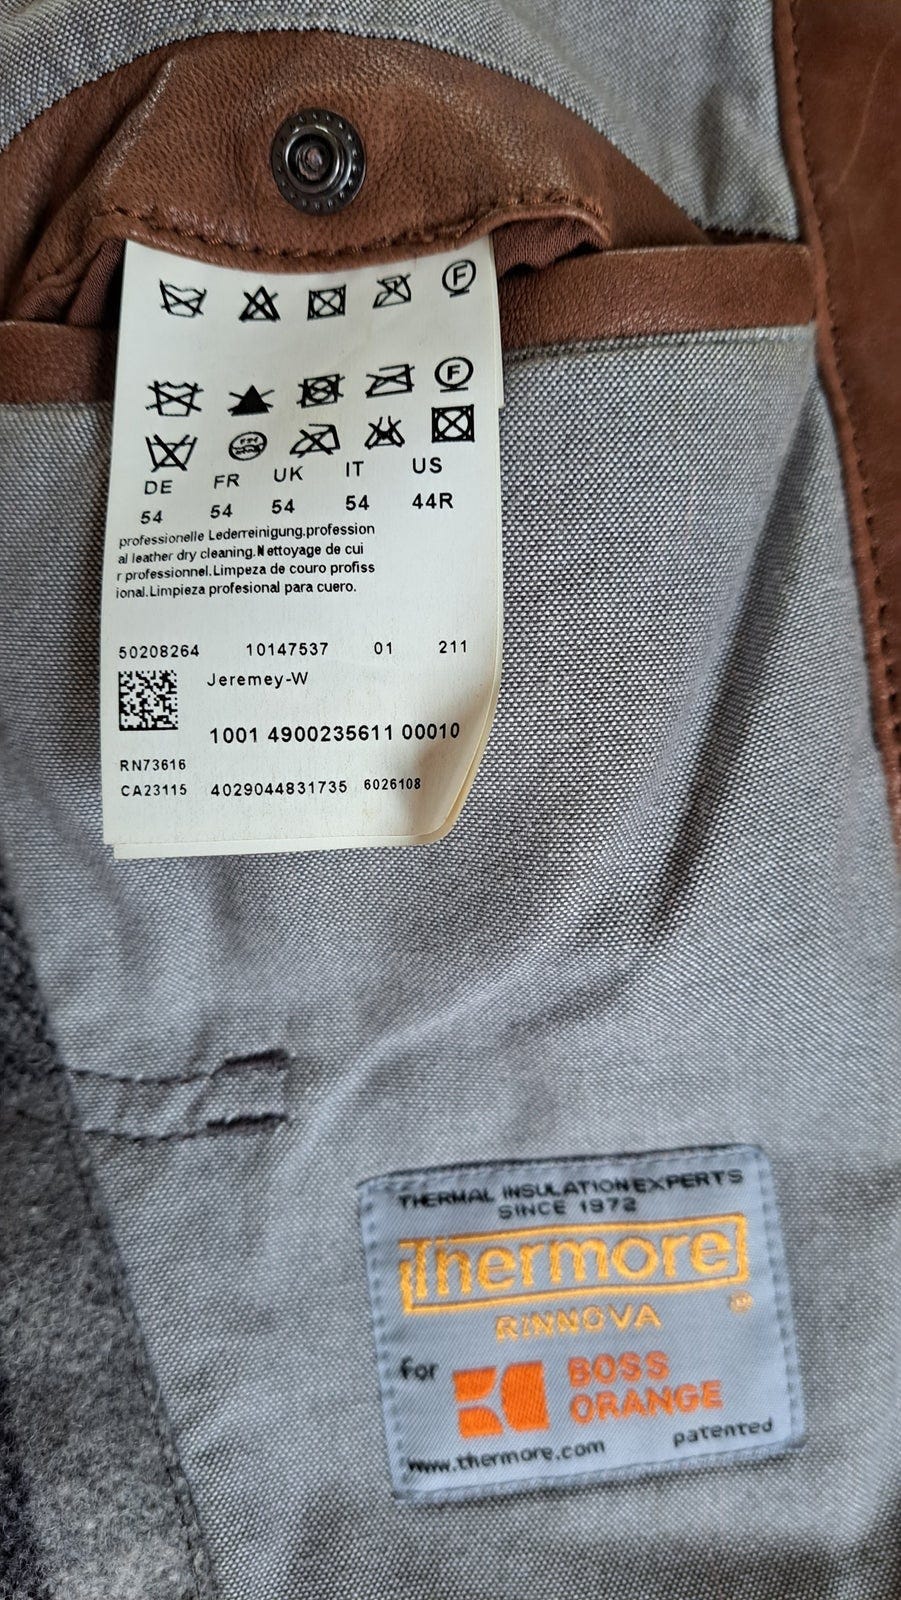 F
F
DE FR UK IT US
54 54 54 54 44R
professionelle Lederreinigung.profession
al leather dry cleaning.Nettoyage de cui
r professionnel.Limpeza de couro profiss
ional.Limpieza profesional para cuero.
50208264 10147537 01 211
Jeremey-W
1001 4900235611 00010
RN73616
CA23115 4029044831735 6026108
THERMAL INSULATION EXPERTS
SINCE 1972
Thermore
RINNOVA ®
for BOSS
ORANGE
www.thermore.com patented